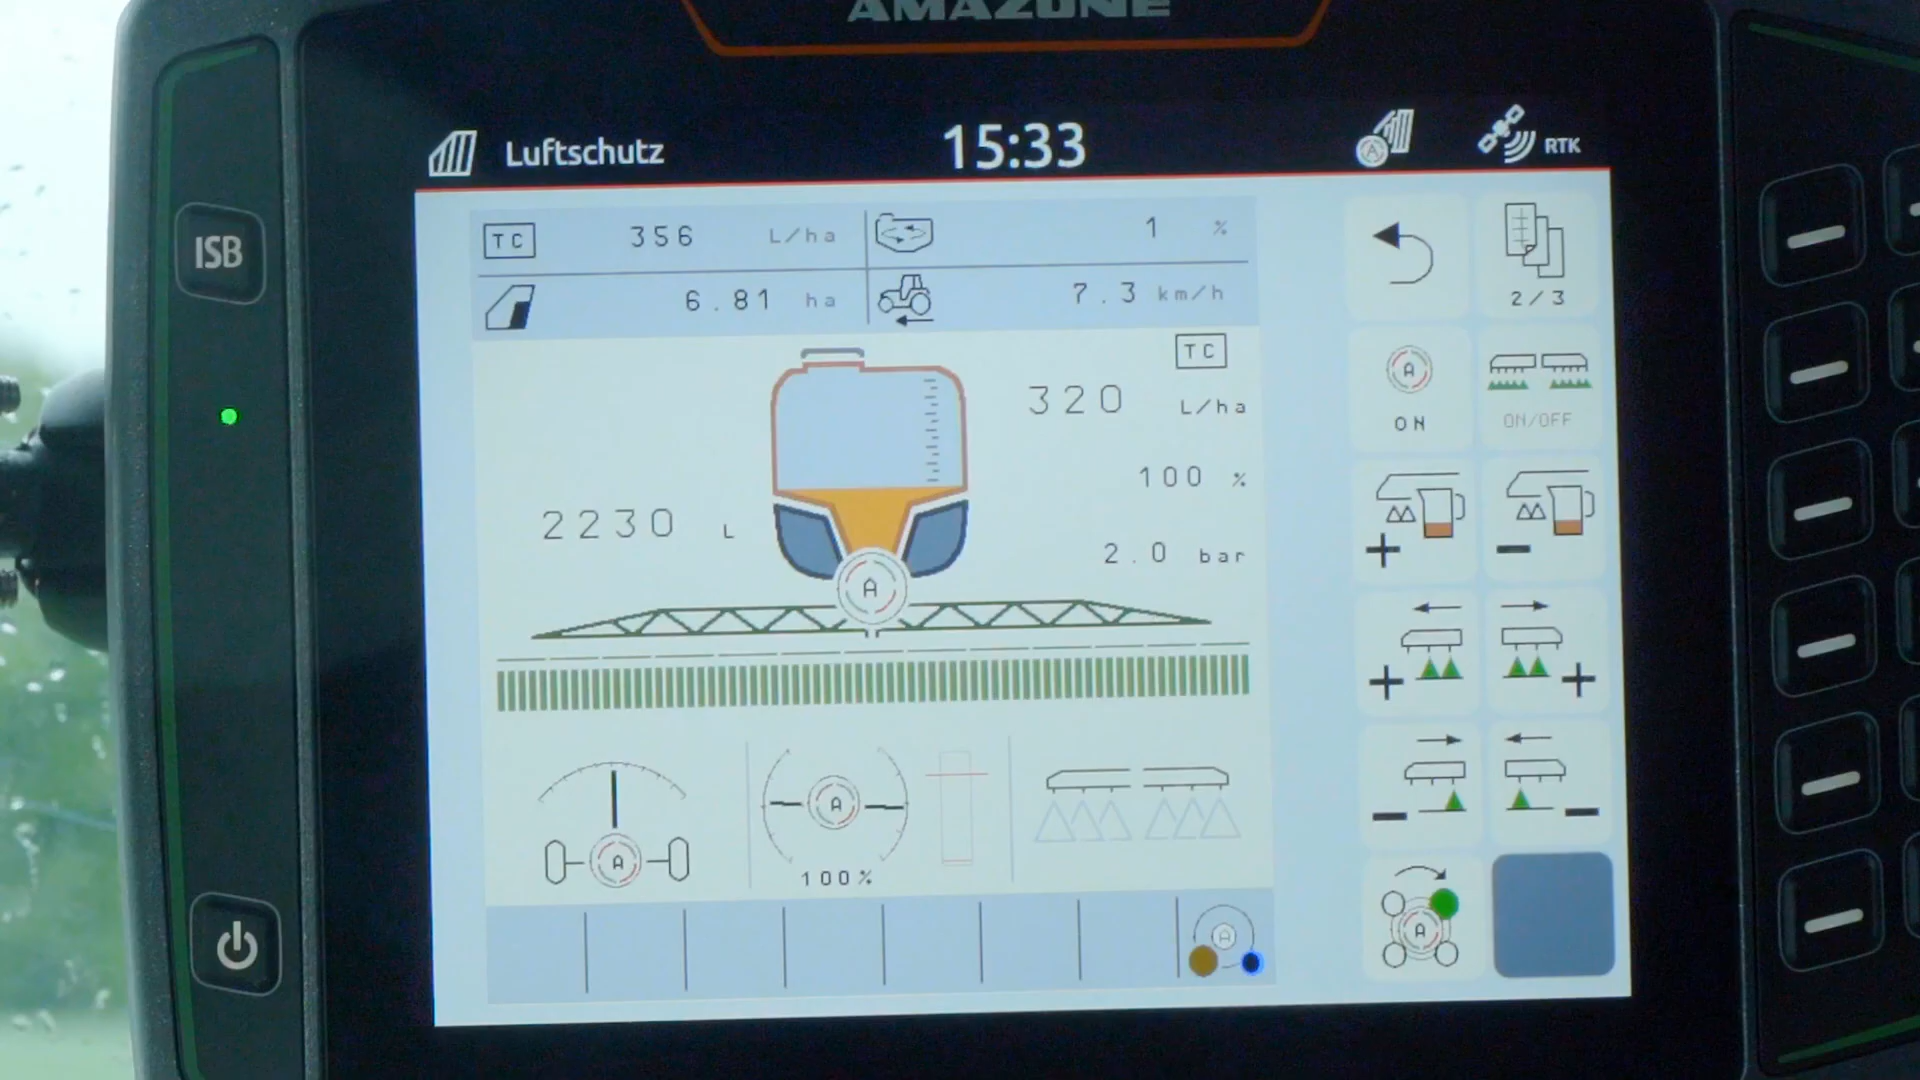 AMAZONE
Luftschutz 15:33 RTK
ISB
TC 356 L/ha 1 %
6.81 ha 7.3 km/h
2/3
TC
320 L/ha
A ON ON/OFF
100 %
2230 L
2.0 bar
A
A A
100%
A
A